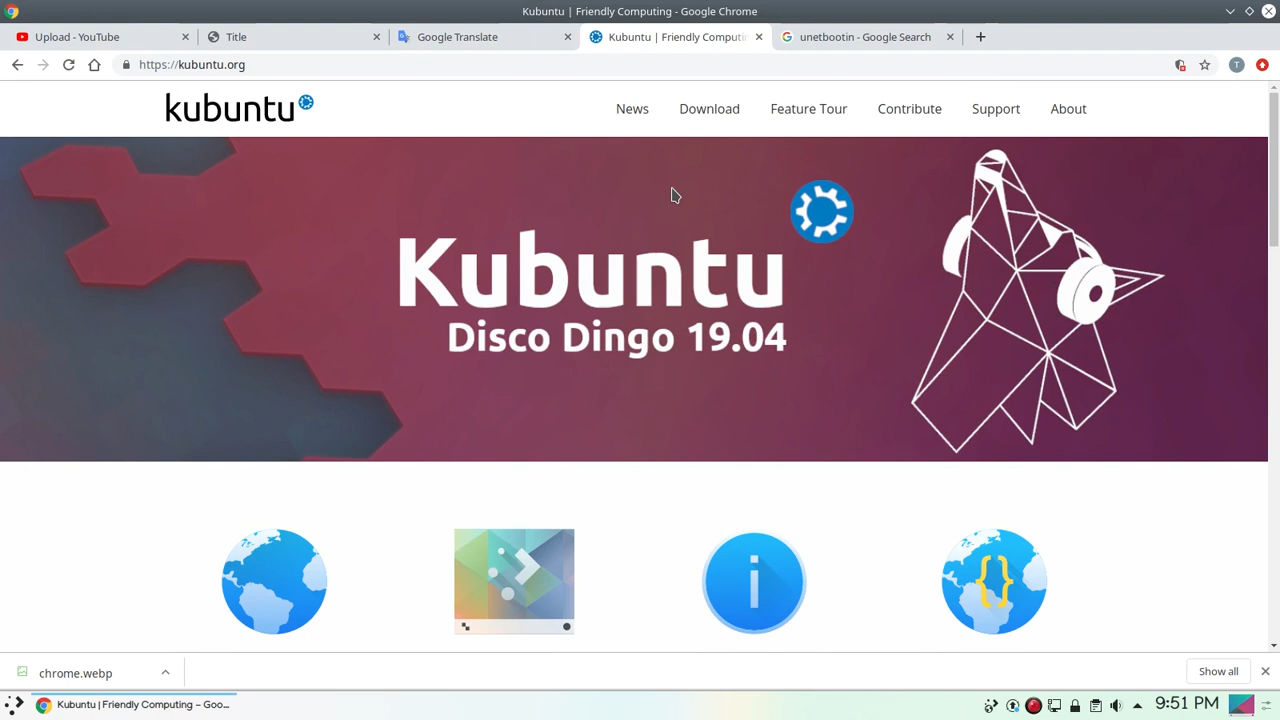 Kubuntu | Friendly Computing - Google Chrome
Upload - YouTube
Title
Google Translate
Kubuntu | Friendly Computin
unetbootin - Google Search
https://kubuntu.org
T
kubuntu
News
Download
Feature Tour
Contribute
Support
About
Kubuntu
Disco Dingo 19.04
i
{}
chrome.webp
Show all
Kubuntu | Friendly Computing – Goo...
9:51 PM